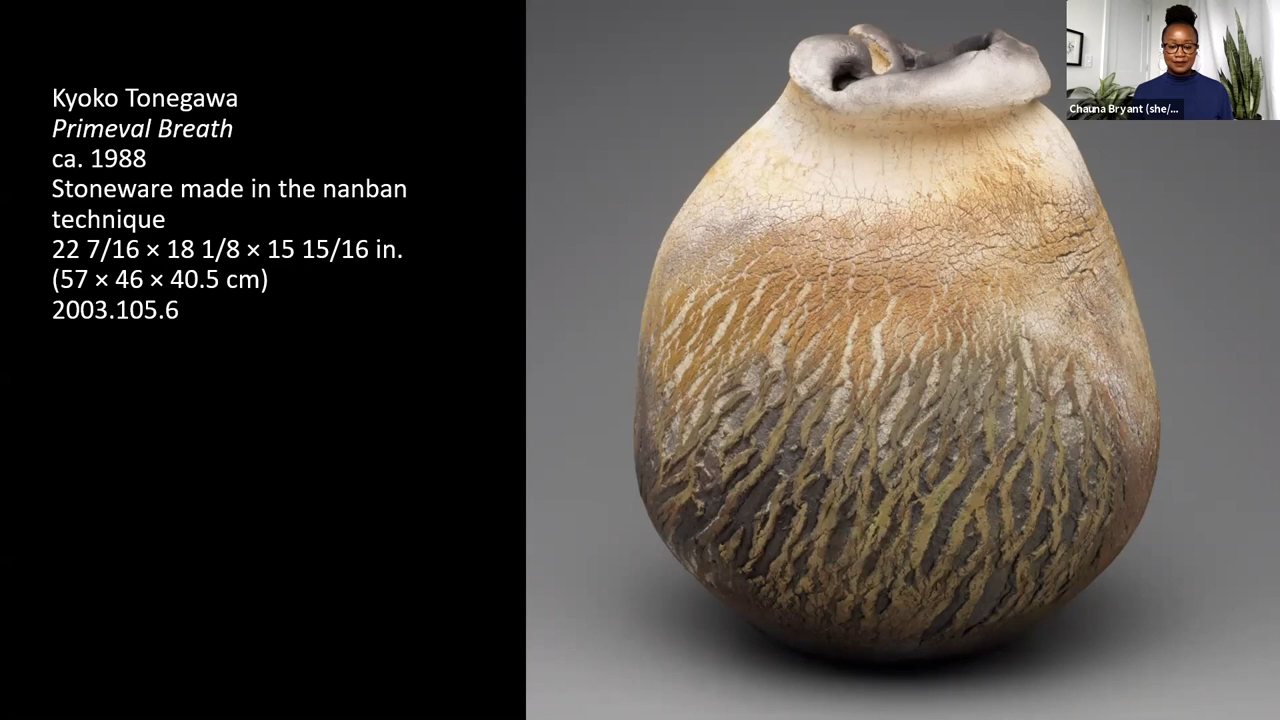 Kyoko Tonegawa
Primeval Breath
ca. 1988
Stoneware made in the nanban
technique
22 7/16 × 18 1/8 × 15 15/16 in.
(57 × 46 × 40.5 cm)
2003.105.6
Chauna Bryant (she/...